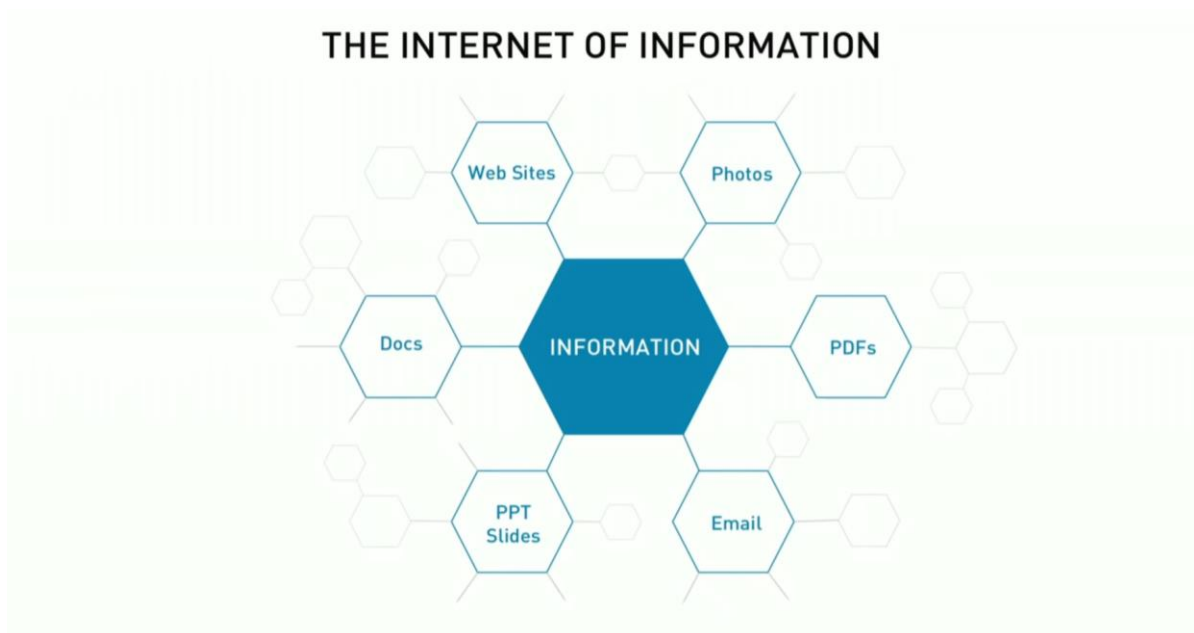 THE INTERNET OF INFORMATION
Web Sites
Photos
Docs
INFORMATION
PDFs
PPT
Slides
Email